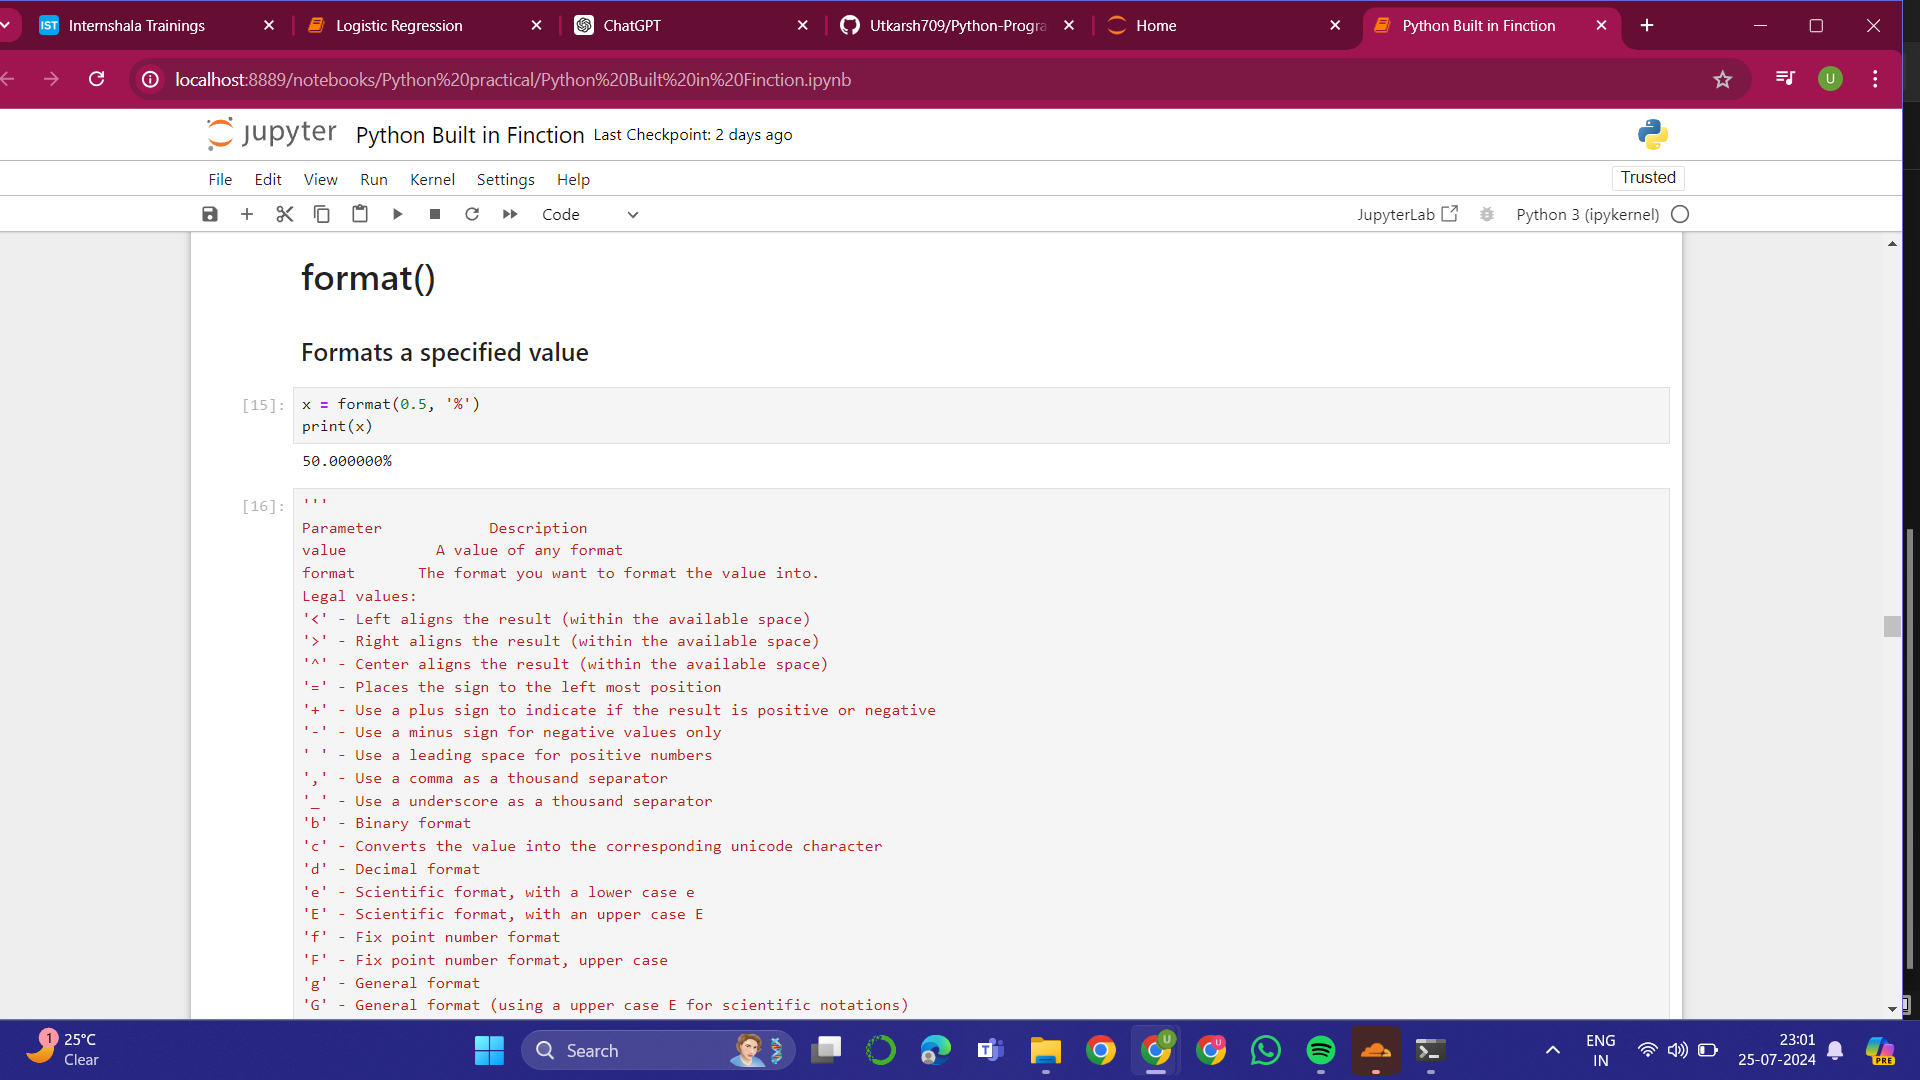 IST Internshala Trainings
Logistic Regression
ChatGPT
Utkarsh709/Python-Progra
Home
Python Built in Finction
localhost:8889/notebooks/Python%20practical/Python%20Built%20in%20Finction.ipynb
U
jupyter Python Built in Finction Last Checkpoint: 2 days ago
File Edit View Run Kernel Settings Help
Trusted
Code
JupyterLab
Python 3 (ipykernel)
format()
Formats a specified value
[15]: x = format(0.5, '%')
print(x)
50.000000%
[16]: '''
Parameter Description
value A value of any format
format The format you want to format the value into.
Legal values:
'<' - Left aligns the result (within the available space)
'>' - Right aligns the result (within the available space)
'^' - Center aligns the result (within the available space)
'=' - Places the sign to the left most position
'+' - Use a plus sign to indicate if the result is positive or negative
'-' - Use a minus sign for negative values only
' ' - Use a leading space for positive numbers
',' - Use a comma as a thousand separator
'_' - Use a underscore as a thousand separator
'b' - Binary format
'c' - Converts the value into the corresponding unicode character
'd' - Decimal format
'e' - Scientific format, with a lower case e
'E' - Scientific format, with an upper case E
'f' - Fix point number format
'F' - Fix point number format, upper case
'g' - General format
'G' - General format (using a upper case E for scientific notations)
1
25°C
Clear
Search
U
U
ENG
IN
23:01
25-07-2024
PRE